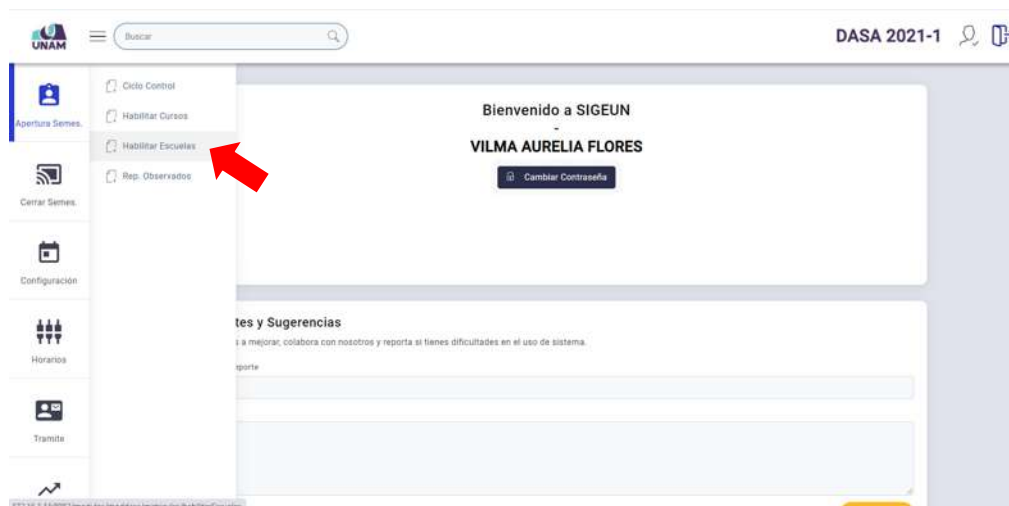 UNAM
Buscar
DASA 2021-1
Apertura Semes.
Cerrar Semes.
Configuración
Horarios
Tramite
Ciclo Control
Habilitar Cursos
Habilitar Escuelas
Rep. Observados
Bienvenido a SIGEUN
-
VILMA AURELIA FLORES
Cambiar Contraseña
tes y Sugerencias
s a mejorar, colabora con nosotros y reporta si tienes dificultades en el uso de sistema.
eporte